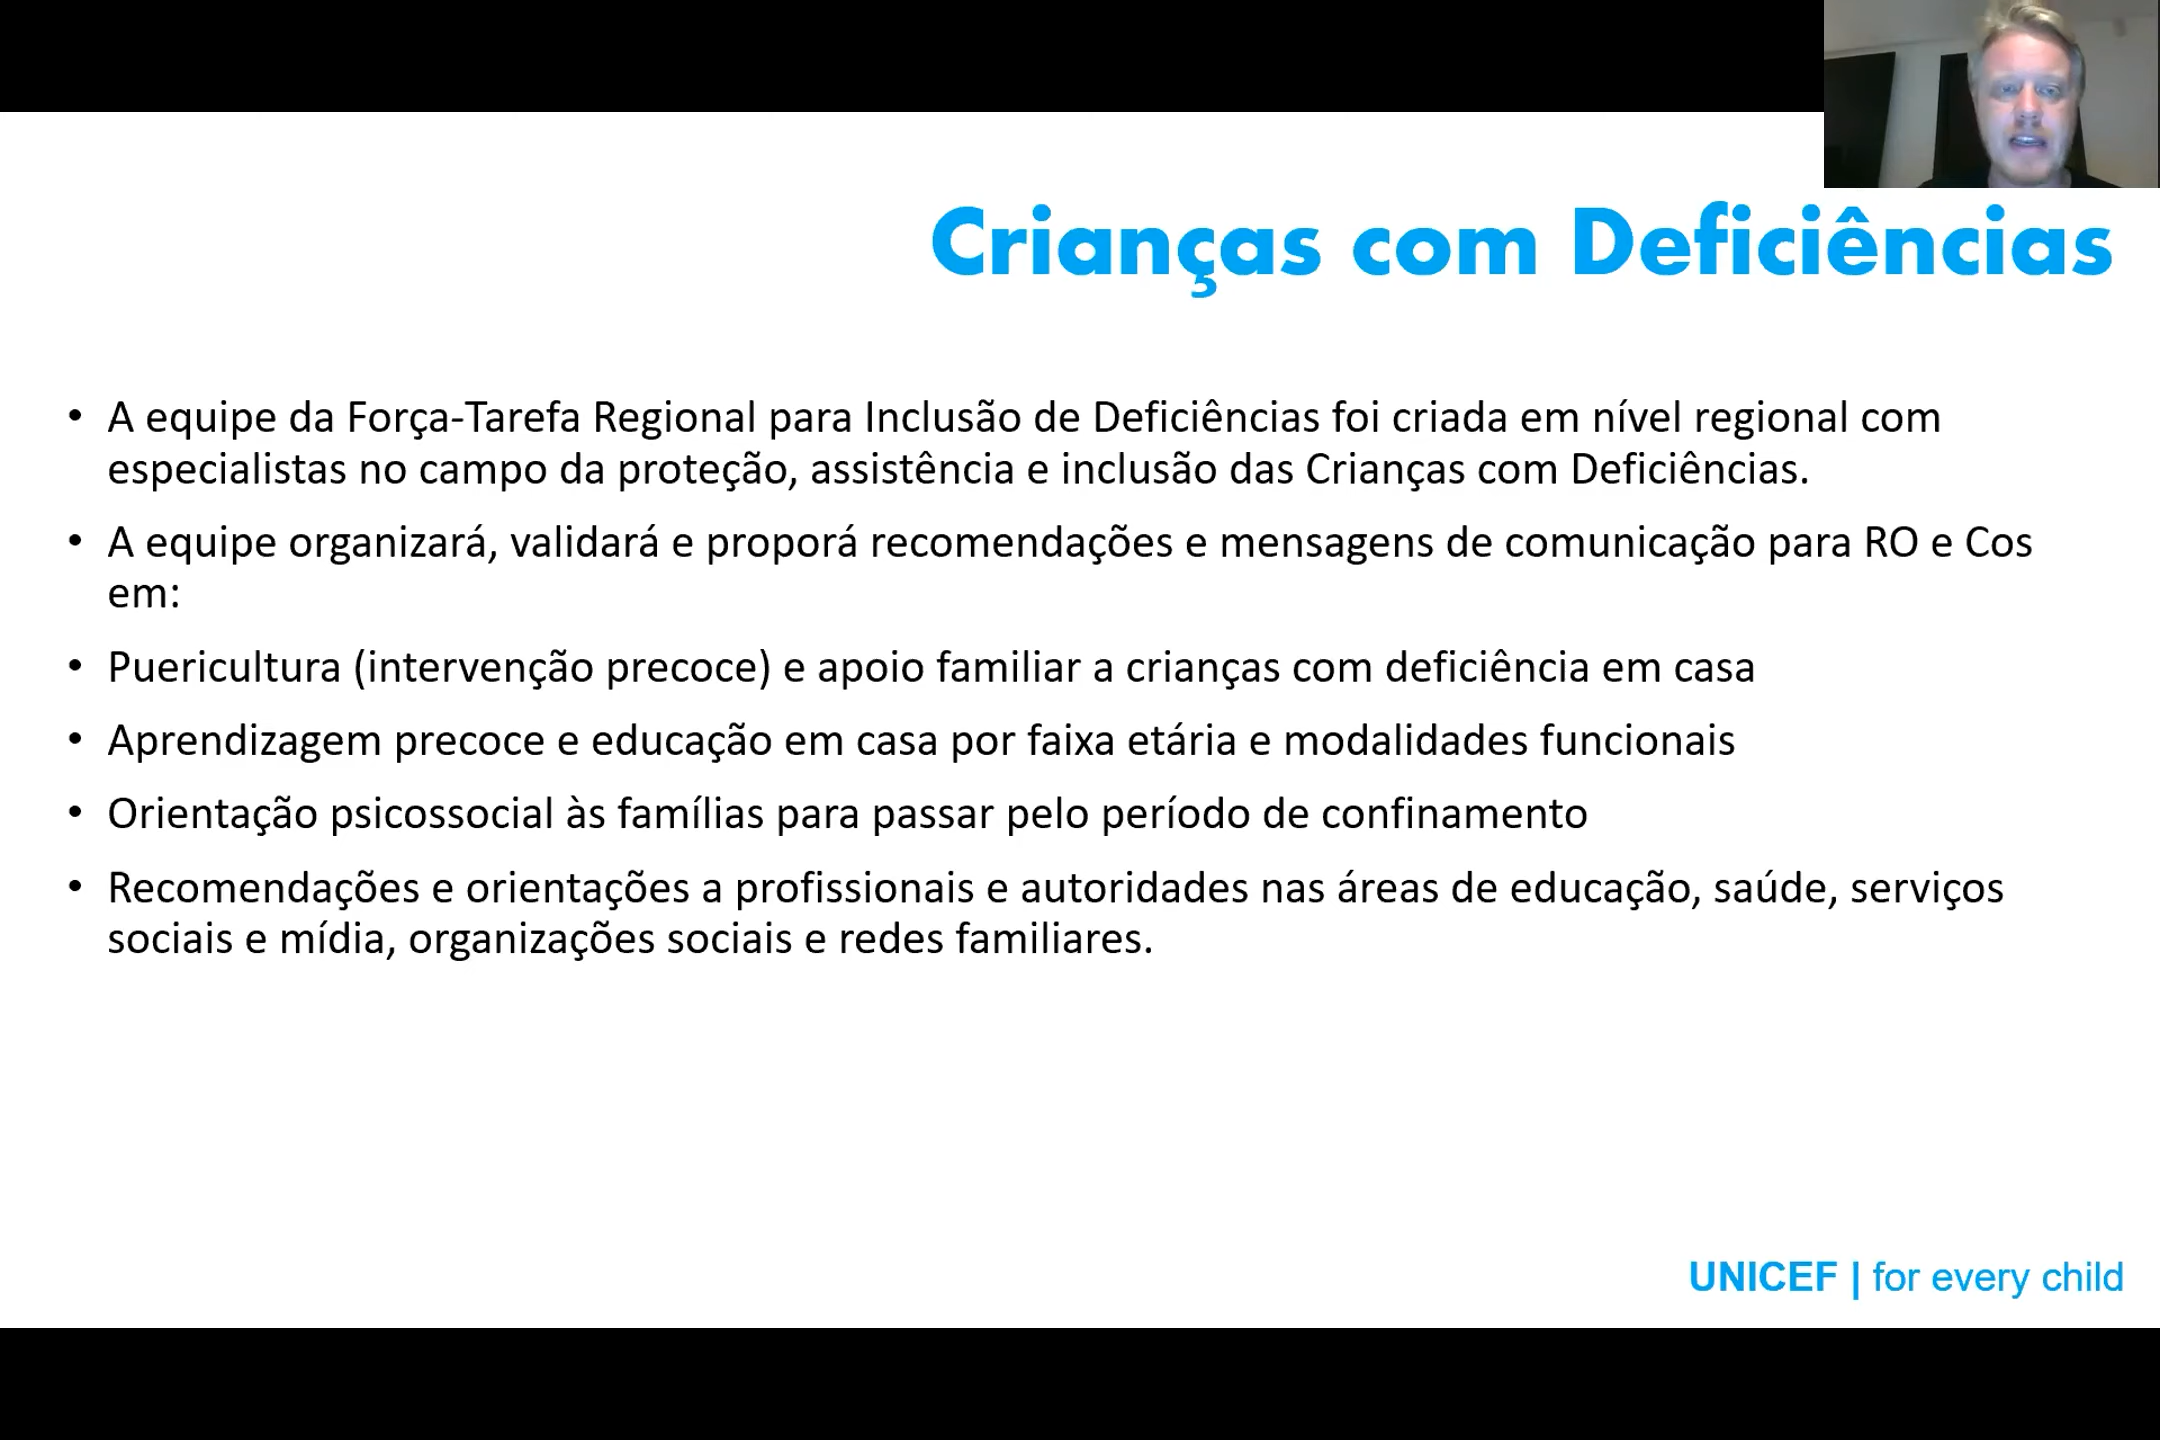 Crianças com Deficiências
• A equipe da Força-Tarefa Regional para Inclusão de Deficiências foi criada em nível regional com
especialistas no campo da proteção, assistência e inclusão das Crianças com Deficiências.
• A equipe organizará, validará e proporá recomendações e mensagens de comunicação para RO e Cos
em:
• Puericultura (intervenção precoce) e apoio familiar a crianças com deficiência em casa
• Aprendizagem precoce e educação em casa por faixa etária e modalidades funcionais
• Orientação psicossocial às famílias para passar pelo período de confinamento
• Recomendações e orientações a profissionais e autoridades nas áreas de educação, saúde, serviços
sociais e mídia, organizações sociais e redes familiares.
UNICEF | for every child